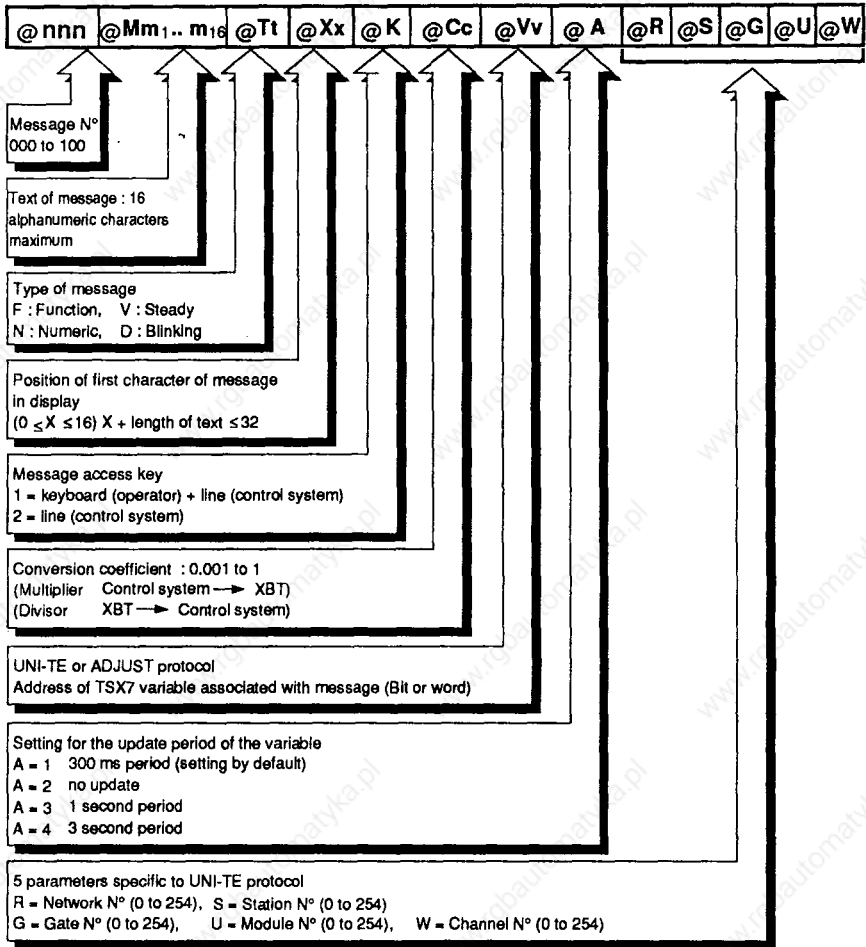 @nnn @Mm1.. m16 @Tt @Xx @K @Cc @Vv @A @R @S @G @U @W
Message N°
000 to 100
Text of message : 16
alphanumeric characters
maximum
Type of message
F : Function, V : Steady
N : Numeric, D : Blinking
Position of first character of message
in display
(0 ≤ X ≤ 16) X + length of text ≤ 32
Message access key
1 = keyboard (operator) + line (control system)
2 = line (control system)
Conversion coefficient : 0.001 to 1
(Multiplier Control system → XBT)
(Divisor XBT → Control system)
UNI-TE or ADJUST protocol
Address of TSX7 variable associated with message (Bit or word)
Setting for the update period of the variable
A = 1 300 ms period (setting by default)
A = 2 no update
A = 3 1 second period
A = 4 3 second period
5 parameters specific to UNI-TE protocol
R = Network N° (0 to 254), S = Station N° (0 to 254)
G = Gate N° (0 to 254), U = Module N° (0 to 254), W = Channel N° (0 to 254)
www.rgbautomatyka.pl